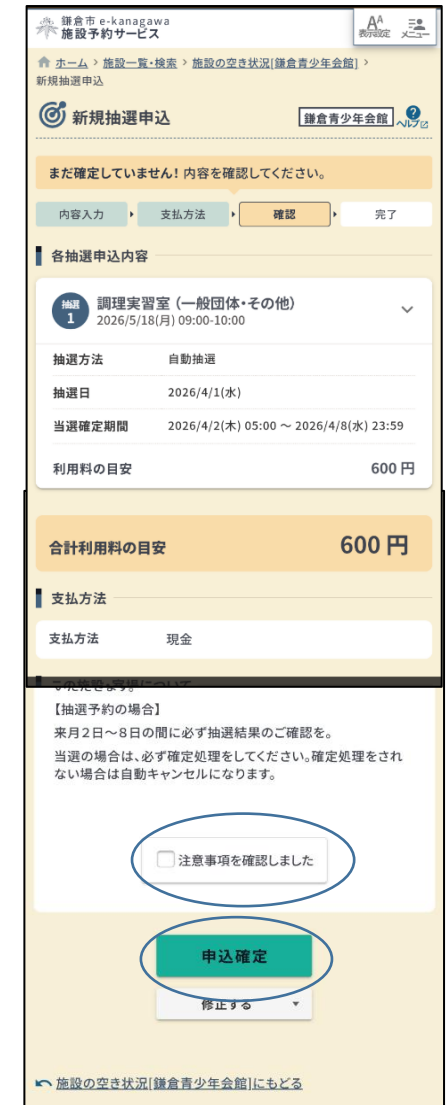 鎌倉市 e-kanagawa
施設予約サービス
AA
表示設定 メニュー
ホーム > 施設一覧・検索 > 施設の空き状況[鎌倉青少年会館] >
新規抽選申込
新規抽選申込
鎌倉青少年会館
ヘルプ
まだ確定していません! 内容を確認してください。
内容入力
支払方法
確認
完了
各抽選申込内容
抽選
1
調理実習室 (一般団体・その他)
2026/5/18(月) 09:00-10:00
抽選方法 自動抽選
抽選日 2026/4/1(水)
当選確定期間 2026/4/2(木) 05:00 ~ 2026/4/8(水) 23:59
利用料の目安 600 円
合計利用料の目安 600 円
支払方法
支払方法 現金
【抽選予約の場合】
来月2日~8日の間に必ず抽選結果のご確認を。
当選の場合は、必ず確定処理をしてください。確定処理をされ
ない場合は自動キャンセルになります。
注意事項を確認しました
申込確定
修正する
施設の空き状況[鎌倉青少年会館]にもどる